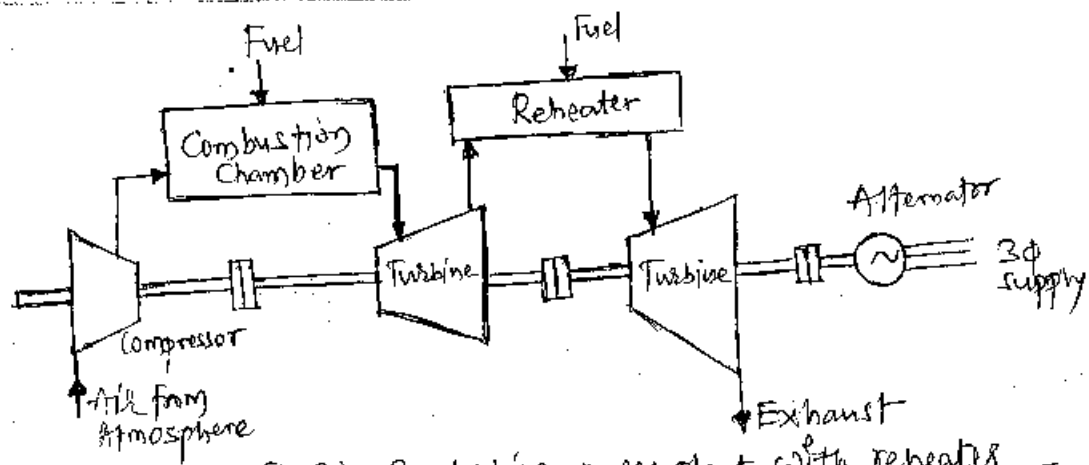 Fuel
Fuel
Combustion
Chamber
Reheater
Alternator
Turbine
Turbine
3Φ
supply
Compressor
Air from
Atmosphere
Exhaust
plant with reheater